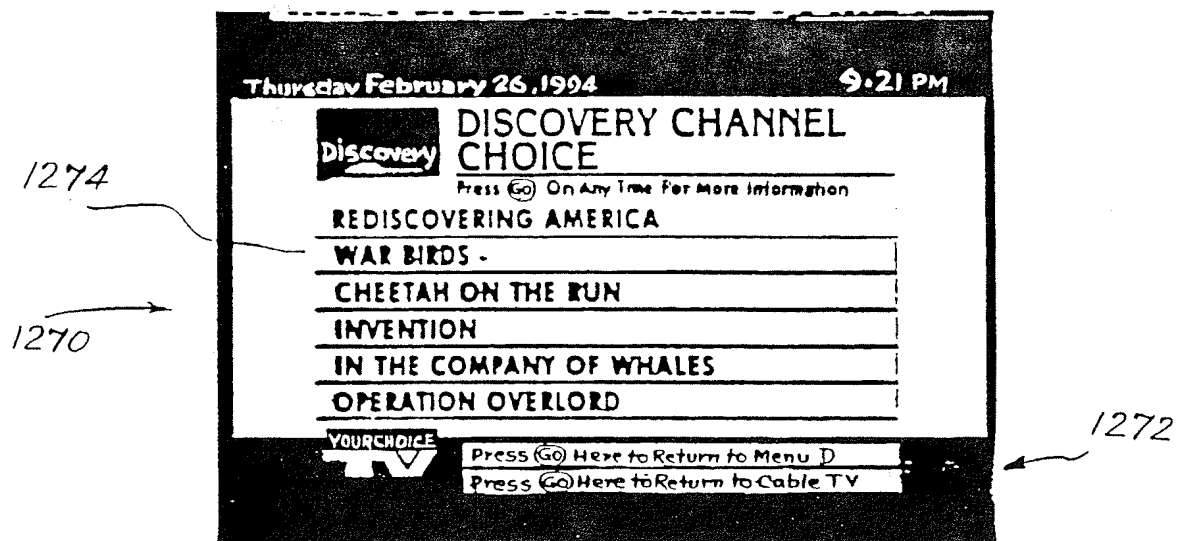 Thursday February 26, 1994 9:21 PM
Discovery
DISCOVERY CHANNEL
CHOICE
Press Go On Any Time For More Information
1274
REDISCOVERING AMERICA
WAR BIRDS -
CHEETAH ON THE RUN
1270
INVENTION
IN THE COMPANY OF WHALES
OPERATION OVERLORD
1272
YOUR CHOICE
TV
Press Go Here to Return to Menu D
Press Go Here to Return to Cable TV